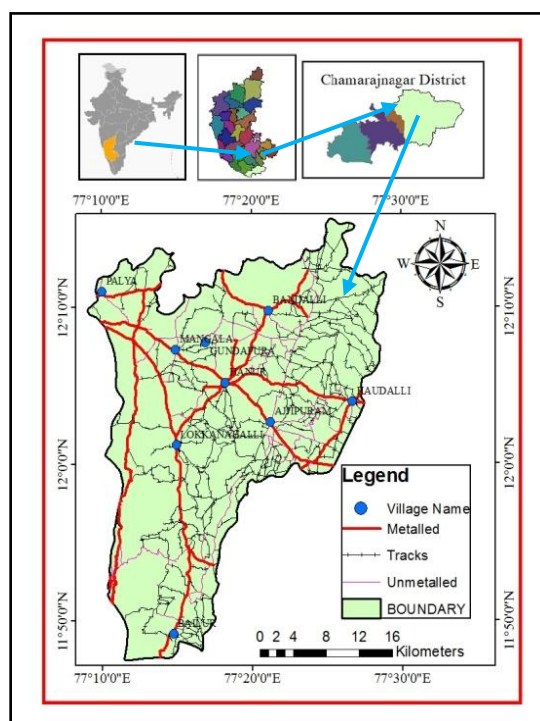 Chamarajnagar District
77°10'0"E 77°20'0"E 77°30'0"E
N
W E
S
12°10'0"N 12°10'0"N
PALYA
BANDALLI
MANGALA
GUNDAPURA
HANUR
KAUDALLI
AJJIPURAM
LOKKANAHALLI
12°0'0"N 12°0'0"N
Legend
Village Name
Metalled
Tracks
Unmetalled
BOUNDARY
11°50'0"N 11°50'0"N
0 2 4 8 12 16
Kilometers
77°10'0"E 77°20'0"E 77°30'0"E